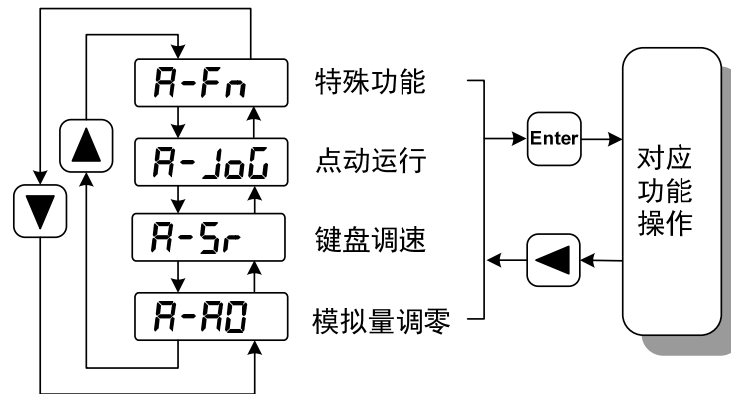 A-Fn 特殊功能
A-JoG 点动运行
A-Sr 键盘调速
A-A0 模拟量调零
Enter
对应
功能
操作